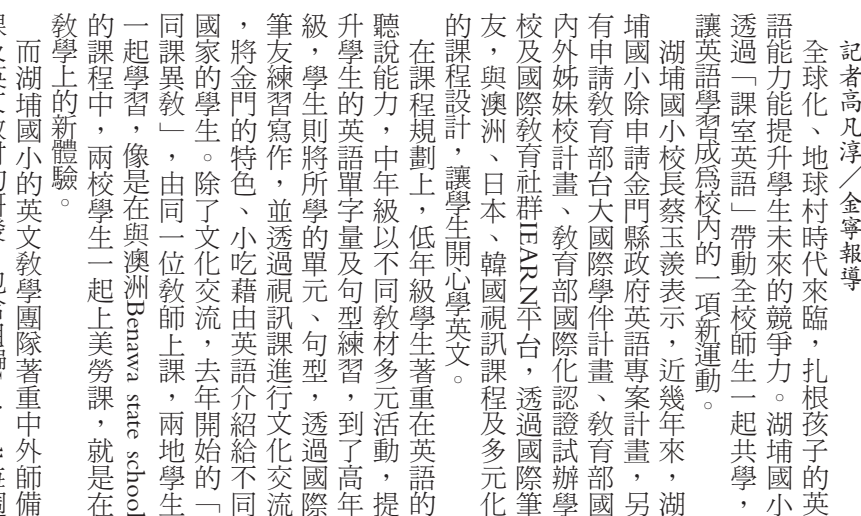 記者高凡淳／金寧報導
全球化、地球村時代來臨，扎根孩子的英
語能力能提升學生未來的競爭力。湖埔國小
透過「課室英語」帶動全校師生一起共學，
讓英語學習成為校內的一項新運動。
湖埔國小校長蔡玉羨表示，近幾年來，湖
埔國小除申請金門縣政府英語專案計畫，另
有申請教育部台大國際學伴計畫、教育部國
內外姊妹校計畫、教育部國際化認證試辦學
校及國際教育社群IEARN平台，透過國際筆
友，與澳洲、日本、韓國視訊課程及多元化
的課程設計，讓學生開心學英文。
在課程規劃上，低年級學生著重在英語的
聽說能力，中年級以不同教材多元活動，提
升學生的英語單字量及句型練習，到了高年
級，學生則將所學的單元、句型，透過國際
筆友練習寫作，並透過視訊課進行文化交流
，將金門的特色、小吃藉由英語介紹給不同
國家的學生。除了文化交流，去年開始的「
同課異教」，由同一位教師上課，兩地學生
一起學習，像是在與澳洲Benawa state school
的課程中，兩校學生一起上美勞課，就是在
教學上的新體驗。
而湖埔國小的英文教學團隊著重中外師備